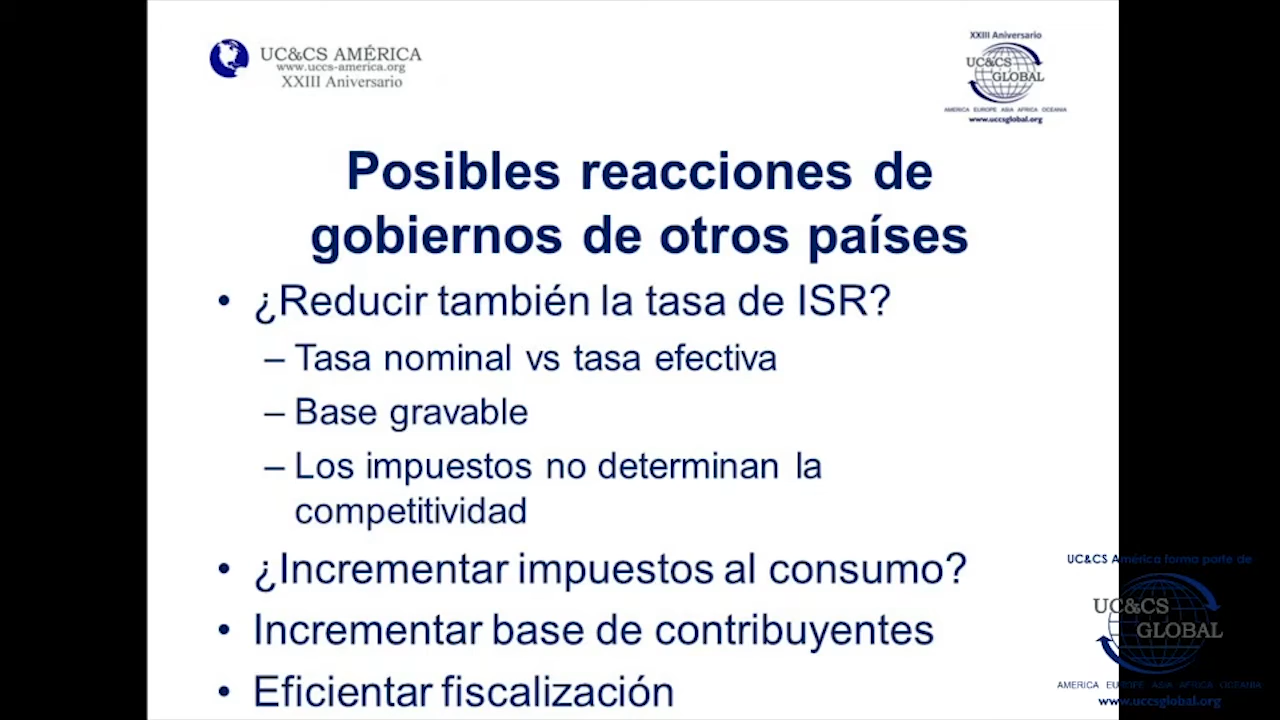 UC&CS AMÉRICA
www.uccs-america.org
XXIII Aniversario
XXIII Aniversario
UC&CS
GLOBAL
AMERICA EUROPE ASIA AFRICA OCEANIA
www.uccsglobal.org
Posibles reacciones de
gobiernos de otros países
• ¿Reducir también la tasa de ISR?
– Tasa nominal vs tasa efectiva
– Base gravable
– Los impuestos no determinan la
competitividad
• ¿Incrementar impuestos al consumo?
• Incrementar base de contribuyentes
• Eficientar fiscalización
UC&CS América forma parte de
UC&CS
GLOBAL
AMERICA EUROPE ASIA AFRICA OCEANIA
www.uccsglobal.org